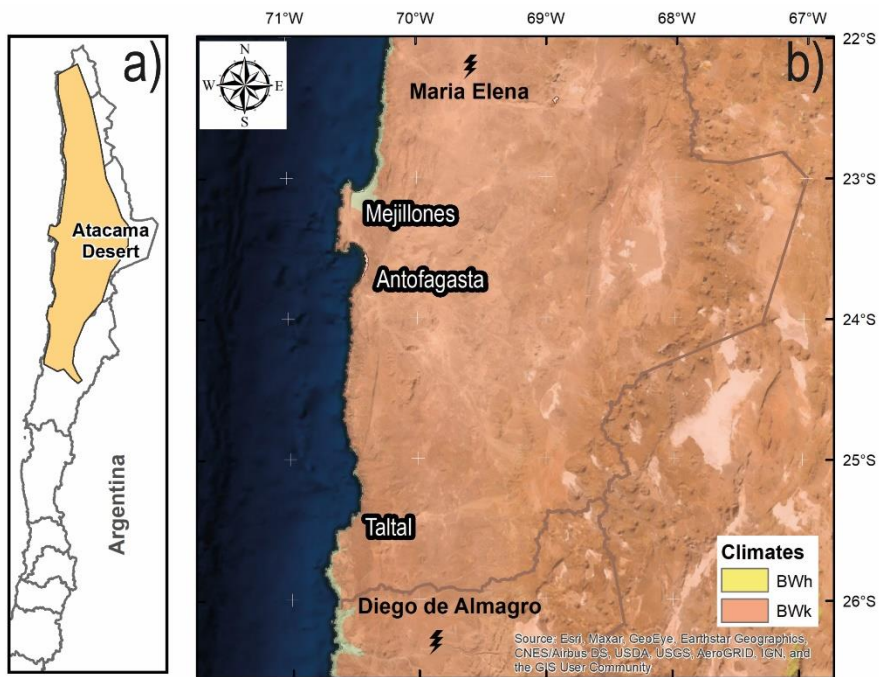 a)
Atacama
Desert
Argentina
71°W
70°W
69°W
68°W
67°W
N
W
E
S
b)
22°S
23°S
24°S
25°S
26°S
Maria Elena
Mejillones
Antofagasta
Taltal
Diego de Almagro
Climates
BWh
BWk
Source: Esri, Maxar, GeoEye, Earthstar Geographics,
CNES/Airbus DS, USDA, USGS, AeroGRID, IGN, and
the GIS User Community